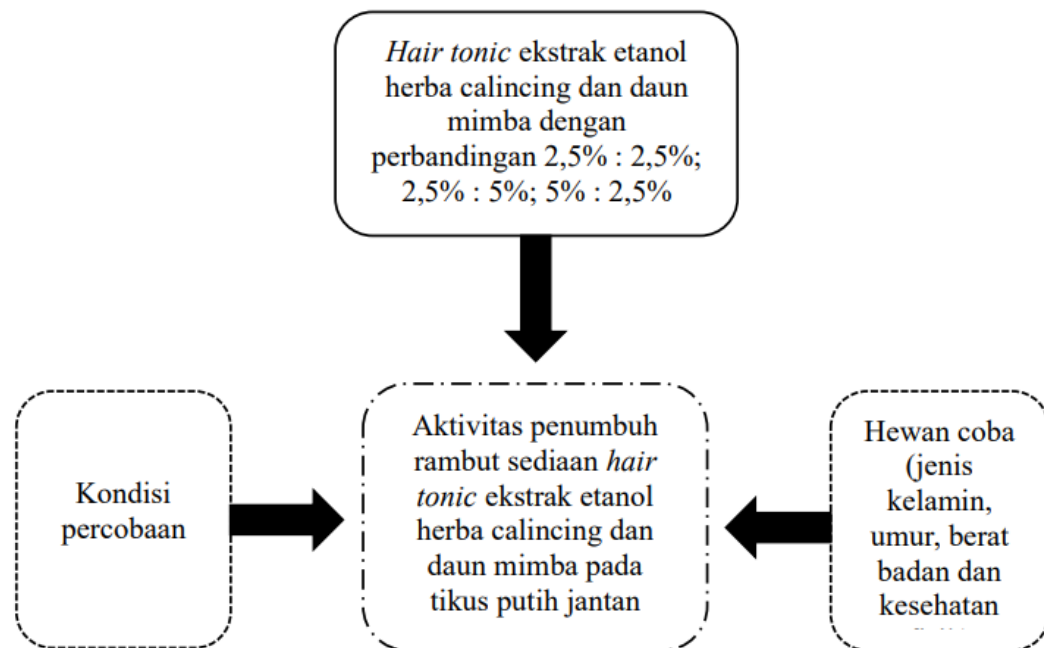 Hair tonic ekstrak etanol
herba calincing dan daun
mimba dengan
perbandingan 2,5% : 2,5%;
2,5% : 5%; 5% : 2,5%
Kondisi
percobaan
Aktivitas penumbuh
rambut sediaan hair
tonic ekstrak etanol
herba calincing dan
daun mimba pada
tikus putih jantan
Hewan coba
(jenis
kelamin,
umur, berat
badan dan
kesehatan